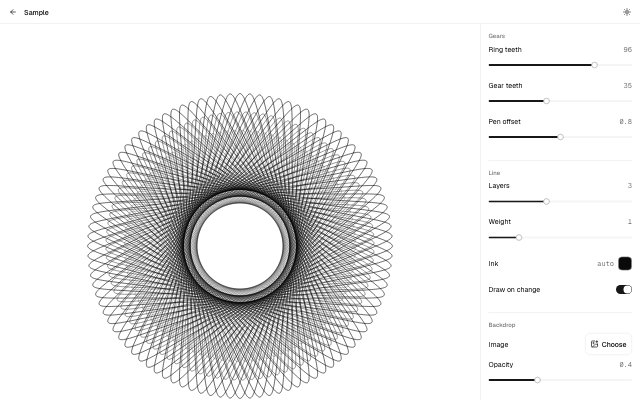 Sample
Gears
Ring teeth 96
Gear teeth 35
Pen offset 0.8
Line
Layers 3
Weight 1
Ink auto
Draw on change
Backdrop
Image Choose
Opacity 0.4